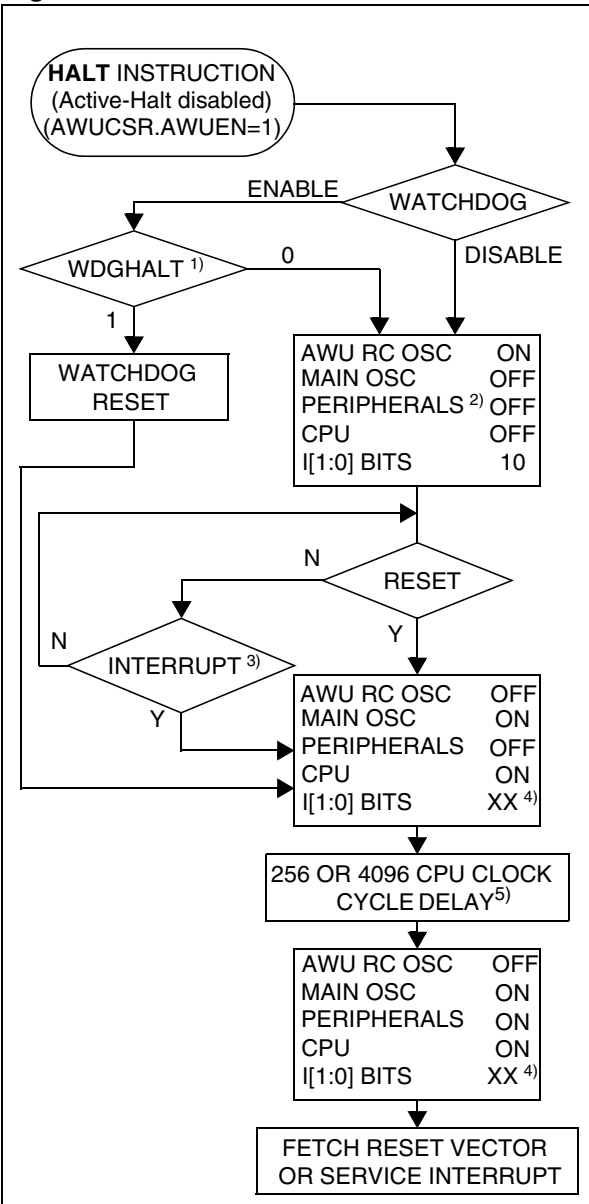 HALT INSTRUCTION
(Active-Halt disabled)
(AWUCSR.AWUEN=1)
ENABLE
WATCHDOG
WDGHALT 1)
0
DISABLE
1
WATCHDOG
RESET
AWU RC OSC ON
MAIN OSC OFF
PERIPHERALS 2) OFF
CPU OFF
I[1:0] BITS 10
N
RESET
Y
N
INTERRUPT 3)
Y
AWU RC OSC OFF
MAIN OSC ON
PERIPHERALS OFF
CPU ON
I[1:0] BITS XX 4)
256 OR 4096 CPU CLOCK
CYCLE DELAY5)
AWU RC OSC OFF
MAIN OSC ON
PERIPHERALS ON
CPU ON
I[1:0] BITS XX 4)
FETCH RESET VECTOR
OR SERVICE INTERRUPT